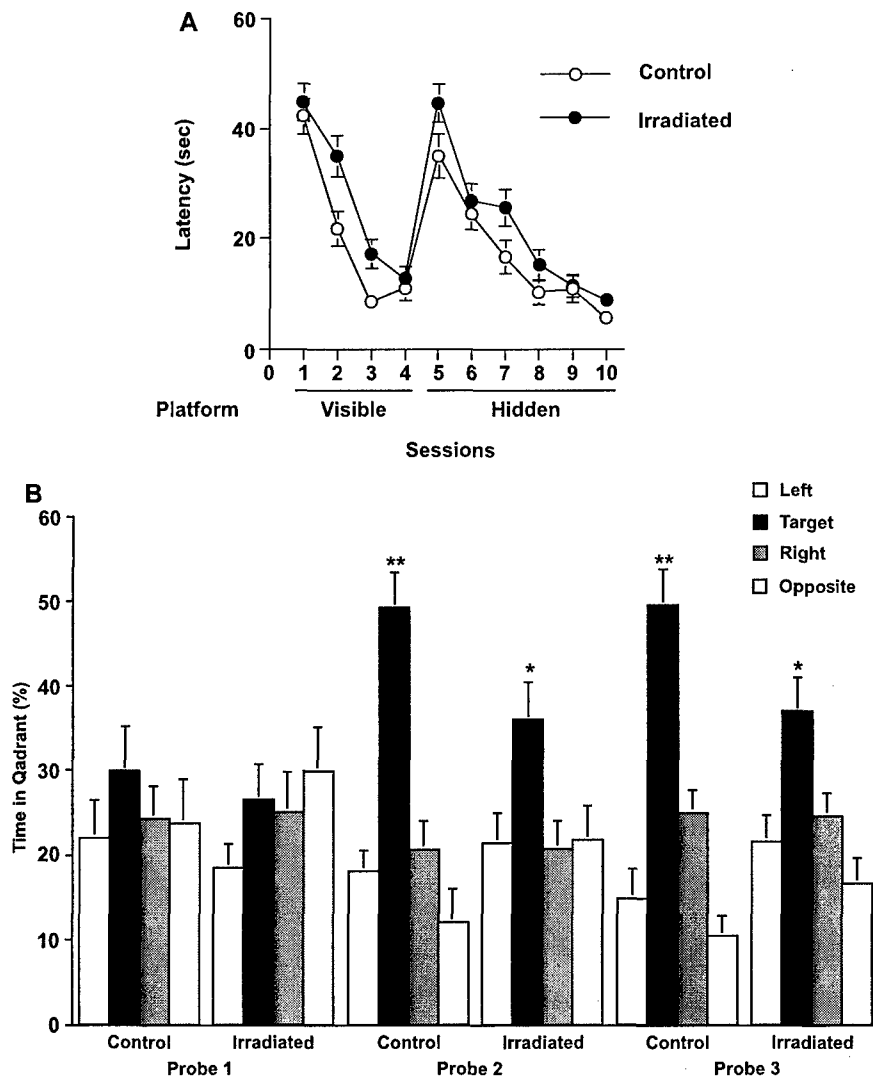 A
60
40
20
0
Latency (sec)
Control
Irradiated
0 1 2 3 4 5 6 7 8 9 10
Platform Visible Hidden
Sessions
B
60
50
40
30
20
10
0
Time in Qadrant (%)
Left
Target
Right
Opposite
** * ** *
Control Irradiated Control Irradiated Control Irradiated
Probe 1 Probe 2 Probe 3